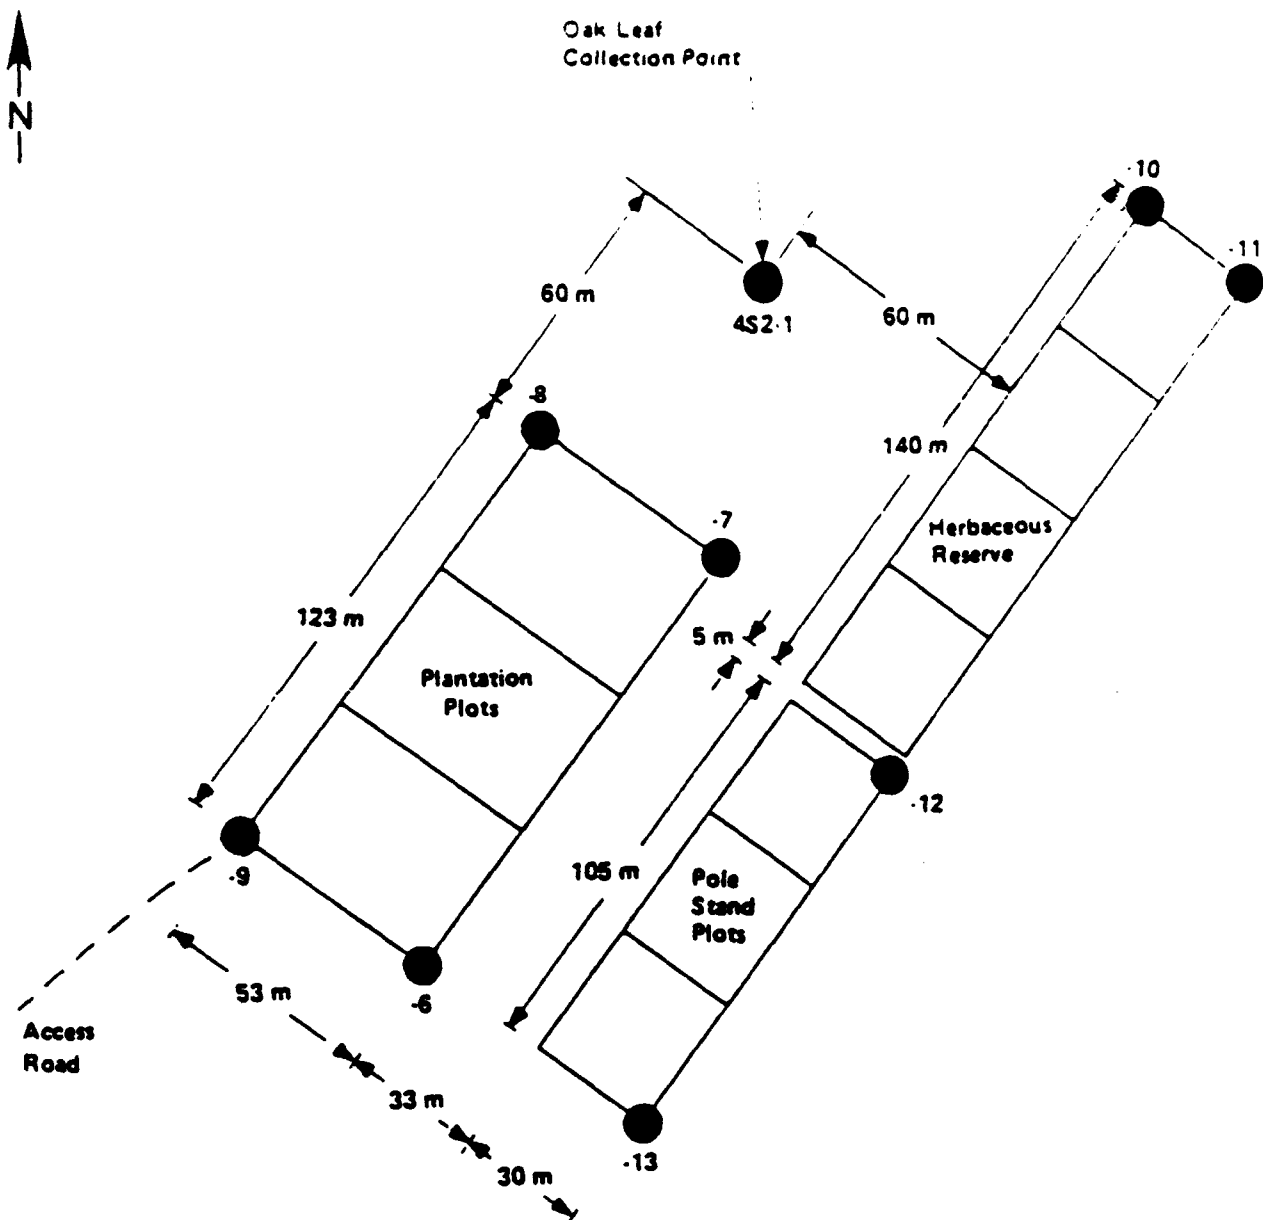 Oak Leaf
Collection Point
N
-10
-11
60 m
4S2-1
60 m
-8
140 m
-7
Herbaceous
Reserve
123 m
5 m
Plantation
Plots
-12
105 m
Pole
Stand
Plots
-9
53 m
-6
Access
Road
33 m
-13
30 m